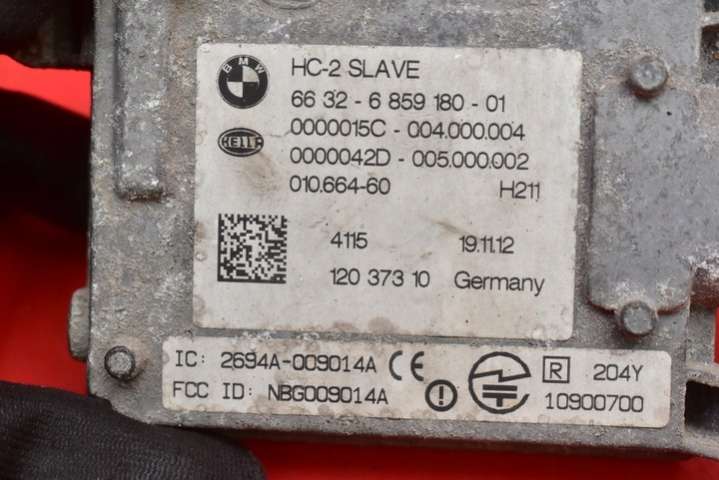 BMW
HC-2 SLAVE
66 32 - 6 859 180 - 01
HELLA
0000015C - 004.000.004
0000042D - 005.000.002
010.664-60 H211
4115 19.11.12
120 373 10 Germany
IC: 2694A-009014A CE R 204Y
FCC ID: NBG009014A 10900700